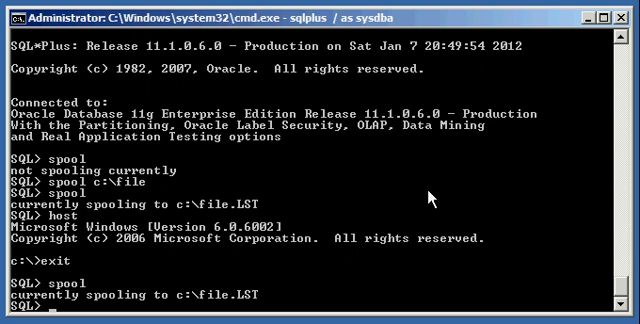 Administrator: C:\Windows\system32\cmd.exe - sqlplus / as sysdba
SQL*Plus: Release 11.1.0.6.0 - Production on Sat Jan 7 20:49:54 2012
Copyright (c) 1982, 2007, Oracle.  All rights reserved.
Connected to:
Oracle Database 11g Enterprise Edition Release 11.1.0.6.0 - Production
With the Partitioning, Oracle Label Security, OLAP, Data Mining
and Real Application Testing options
SQL> spool
not spooling currently
SQL> spool c:\file
SQL> spool
currently spooling to c:\file.LST
SQL> host
Microsoft Windows [Version 6.0.6002]
Copyright (c) 2006 Microsoft Corporation.  All rights reserved.
c:\>exit
SQL> spool
currently spooling to c:\file.LST
SQL> _